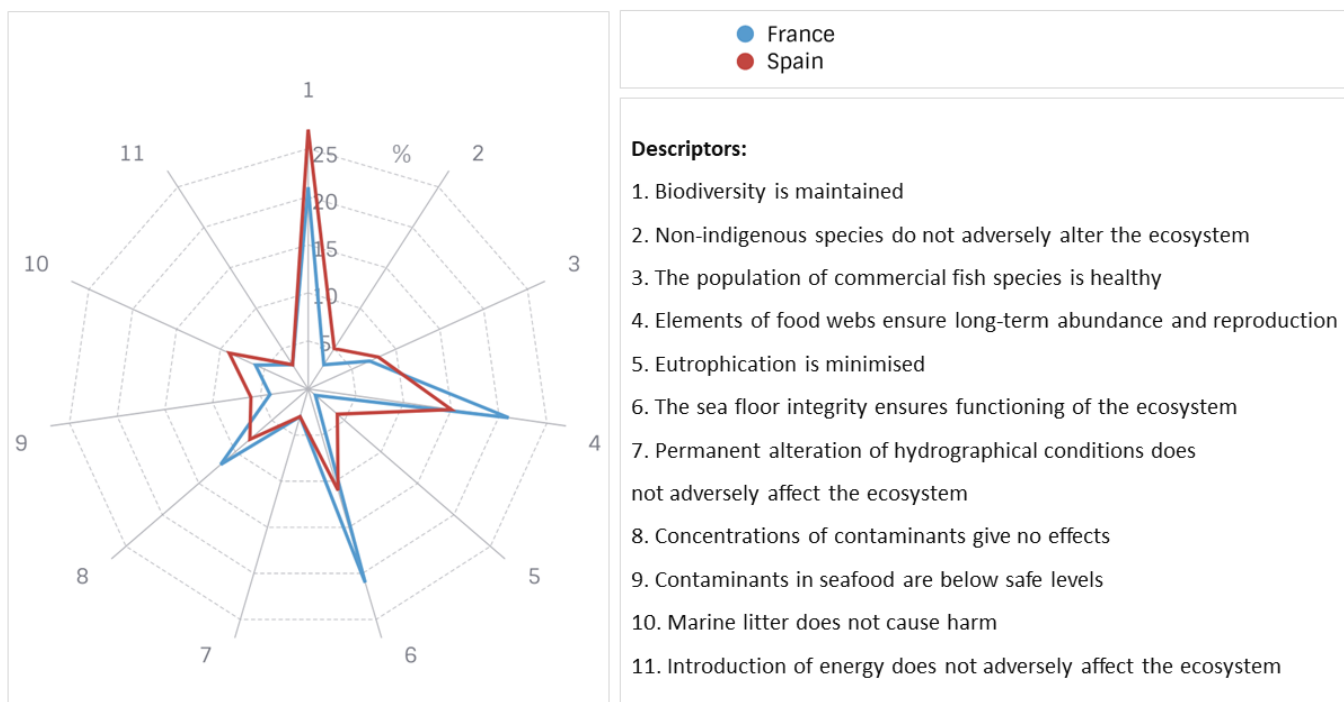 1
11
%
2
25
20
10
15
3
10
5
9
4
8
5
7
6
France
Spain
Descriptors:
1. Biodiversity is maintained
2. Non-indigenous species do not adversely alter the ecosystem
3. The population of commercial fish species is healthy
4. Elements of food webs ensure long-term abundance and reproduction
5. Eutrophication is minimised
6. The sea floor integrity ensures functioning of the ecosystem
7. Permanent alteration of hydrographical conditions does
not adversely affect the ecosystem
8. Concentrations of contaminants give no effects
9. Contaminants in seafood are below safe levels
10. Marine litter does not cause harm
11. Introduction of energy does not adversely affect the ecosystem